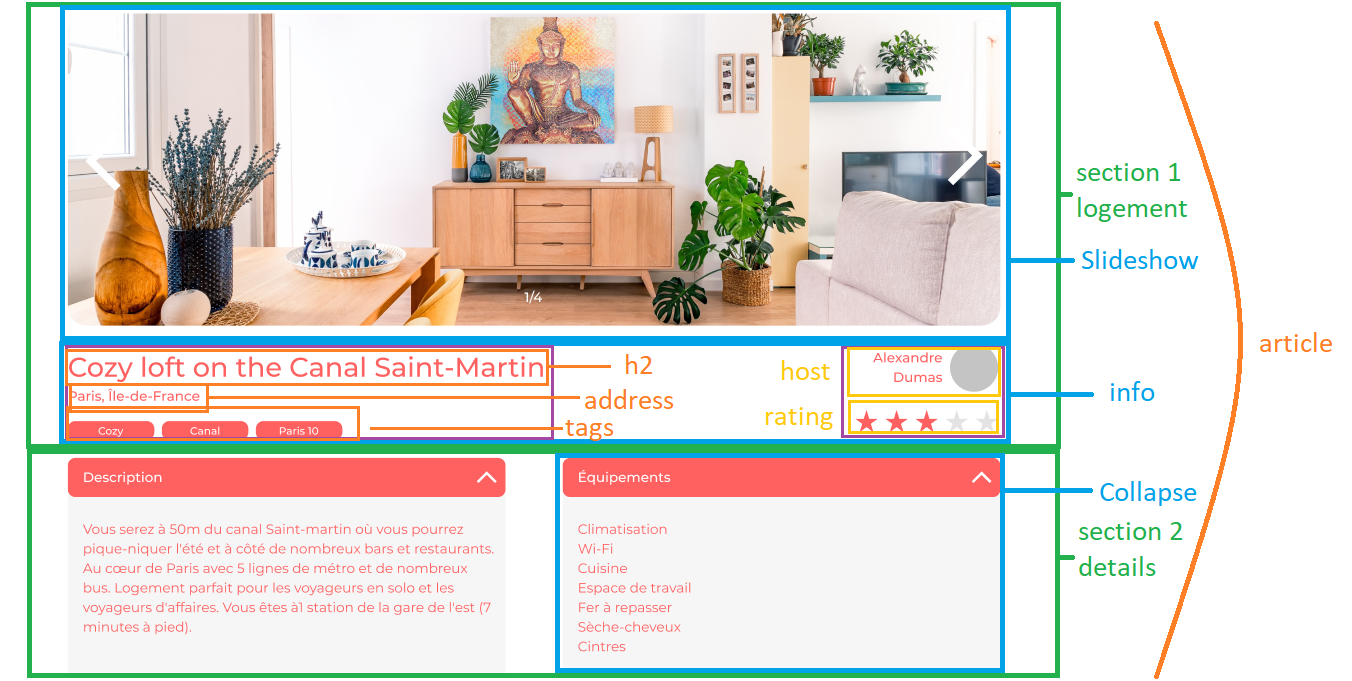 1/4
section 1
logement
Slideshow
article
Cozy loft on the Canal Saint-Martin
h2
Paris, Île-de-France
address
Cozy
Canal
Paris 10
tags
host
Alexandre
Dumas
rating
info
Description
Vous serez à 50m du canal Saint-martin où vous pourrez
pique-niquer l'été et à côté de nombreux bars et restaurants.
Au cœur de Paris avec 5 lignes de métro et de nombreux
bus. Logement parfait pour les voyageurs en solo et les
voyageurs d'affaires. Vous êtes à1 station de la gare de l'est (7
minutes à pied).
Équipements
Climatisation
Wi-Fi
Cuisine
Espace de travail
Fer à repasser
Sèche-cheveux
Cintres
Collapse
section 2
details